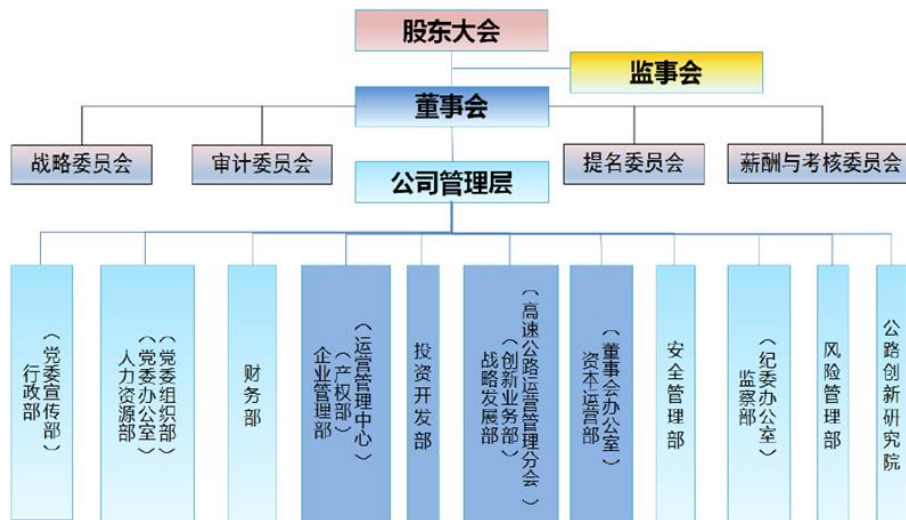 股东大会
监事会
董事会
战略委员会
审计委员会
提名委员会
薪酬与考核委员会
公司管理层
行政部
（党委宣传部）
人力资源部
（党委办公室）
（党委组织部）
财务部
企业管理部
（产权部）
（运营管理中心）
投资开发部
战略发展部
（创新业务部）
（高速公路运营管理分会）
资本运营部
（董事会办公室）
安全管理部
监察部
（纪委办公室）
风险管理部
公路创新研究院